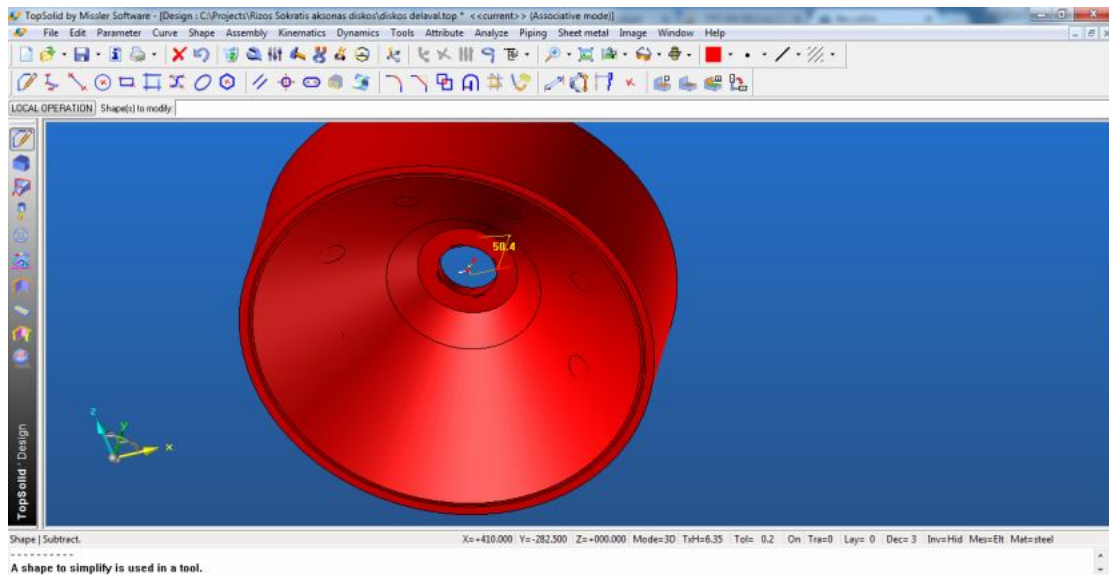 TopSolid by Missler Software - [Design : C:\Projects\Rizos Sokratis aksonas diskos\diskos delaval.top * <<current>> (Associative mode)]
File Edit Parameter Curve Shape Assembly Kinematics Dynamics Tools Attribute Analyze Piping Sheet metal Image Window Help
LOCAL OPERATION Shape(s) to modify:
50.4
z
y
x
TopSolid'Design
Shape | Subtract.
X=+410.000 Y=-282.500 Z=+000.000 Mode=3D TxH=6.35 Tol= 0.2 On Tra=0 Lay= 0 Dec= 3 Inv=Hid Mes=Elt Mat=steel
----------
A shape to simplify is used in a tool.